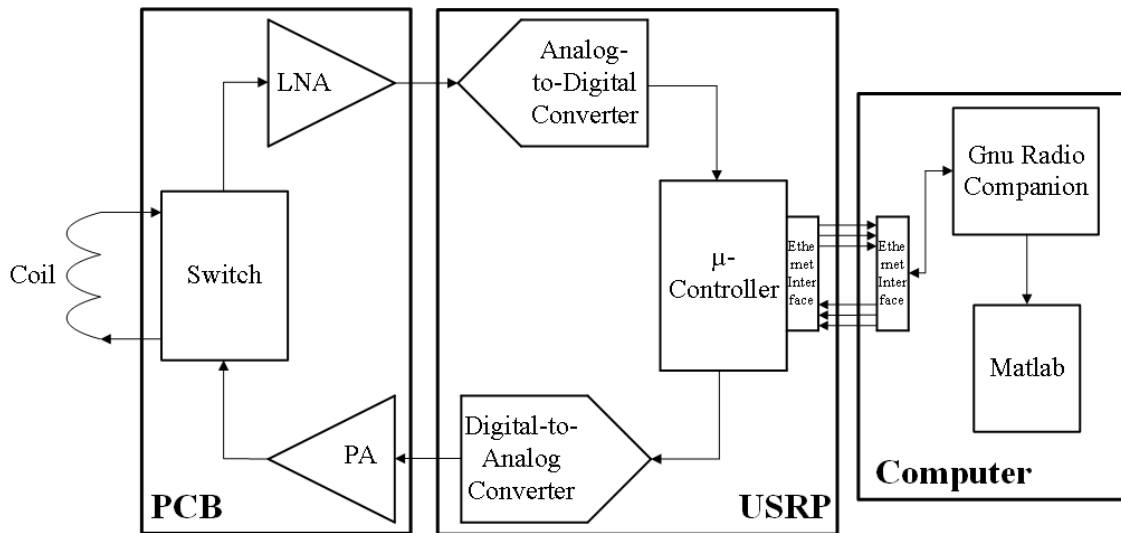 LNA
Analog-
to-Digital
Converter
Gnu Radio
Companion
Coil
Switch
μ-
Controller
Ethe
rnet
Inter
face
Ethe
rnet
Inter
face
Matlab
PA
Digital-to-
Analog
Converter
PCB
USRP
Computer